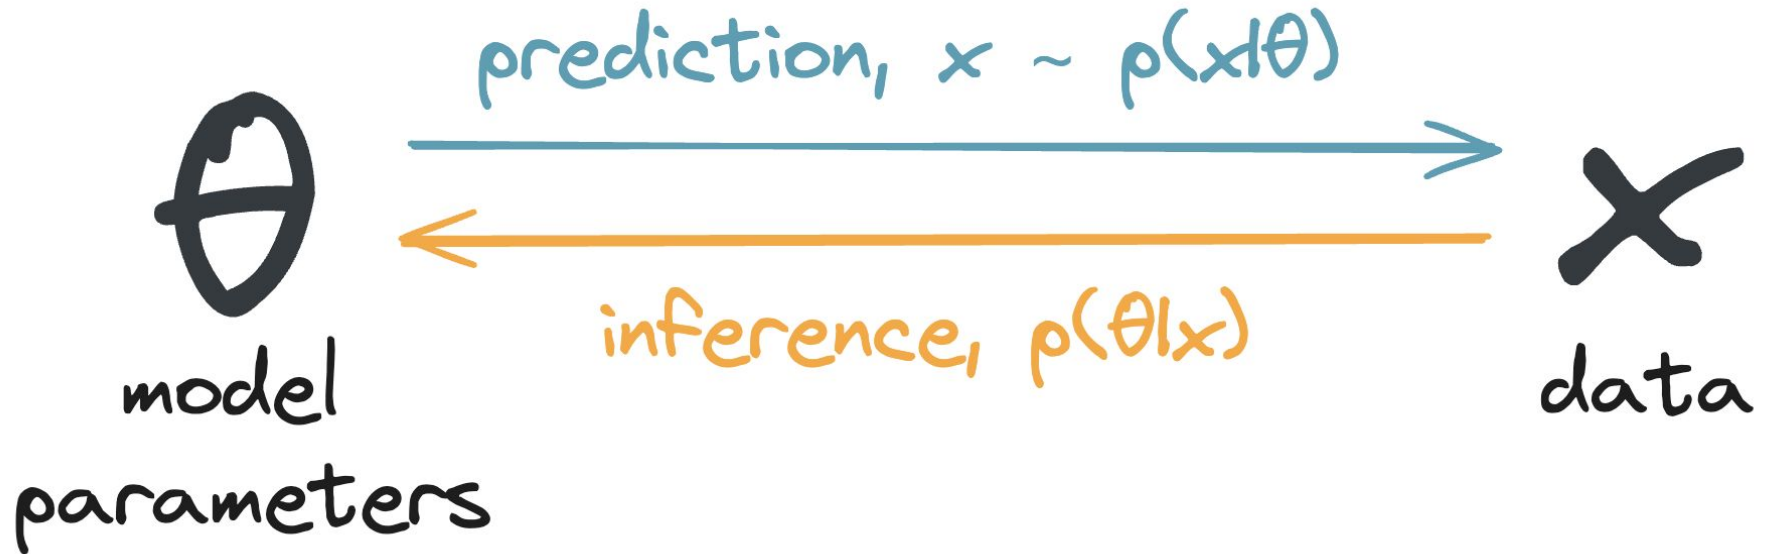 prediction, x ~ p(x|θ)
θ
x
inference, p(θ|x)
model
parameters
data